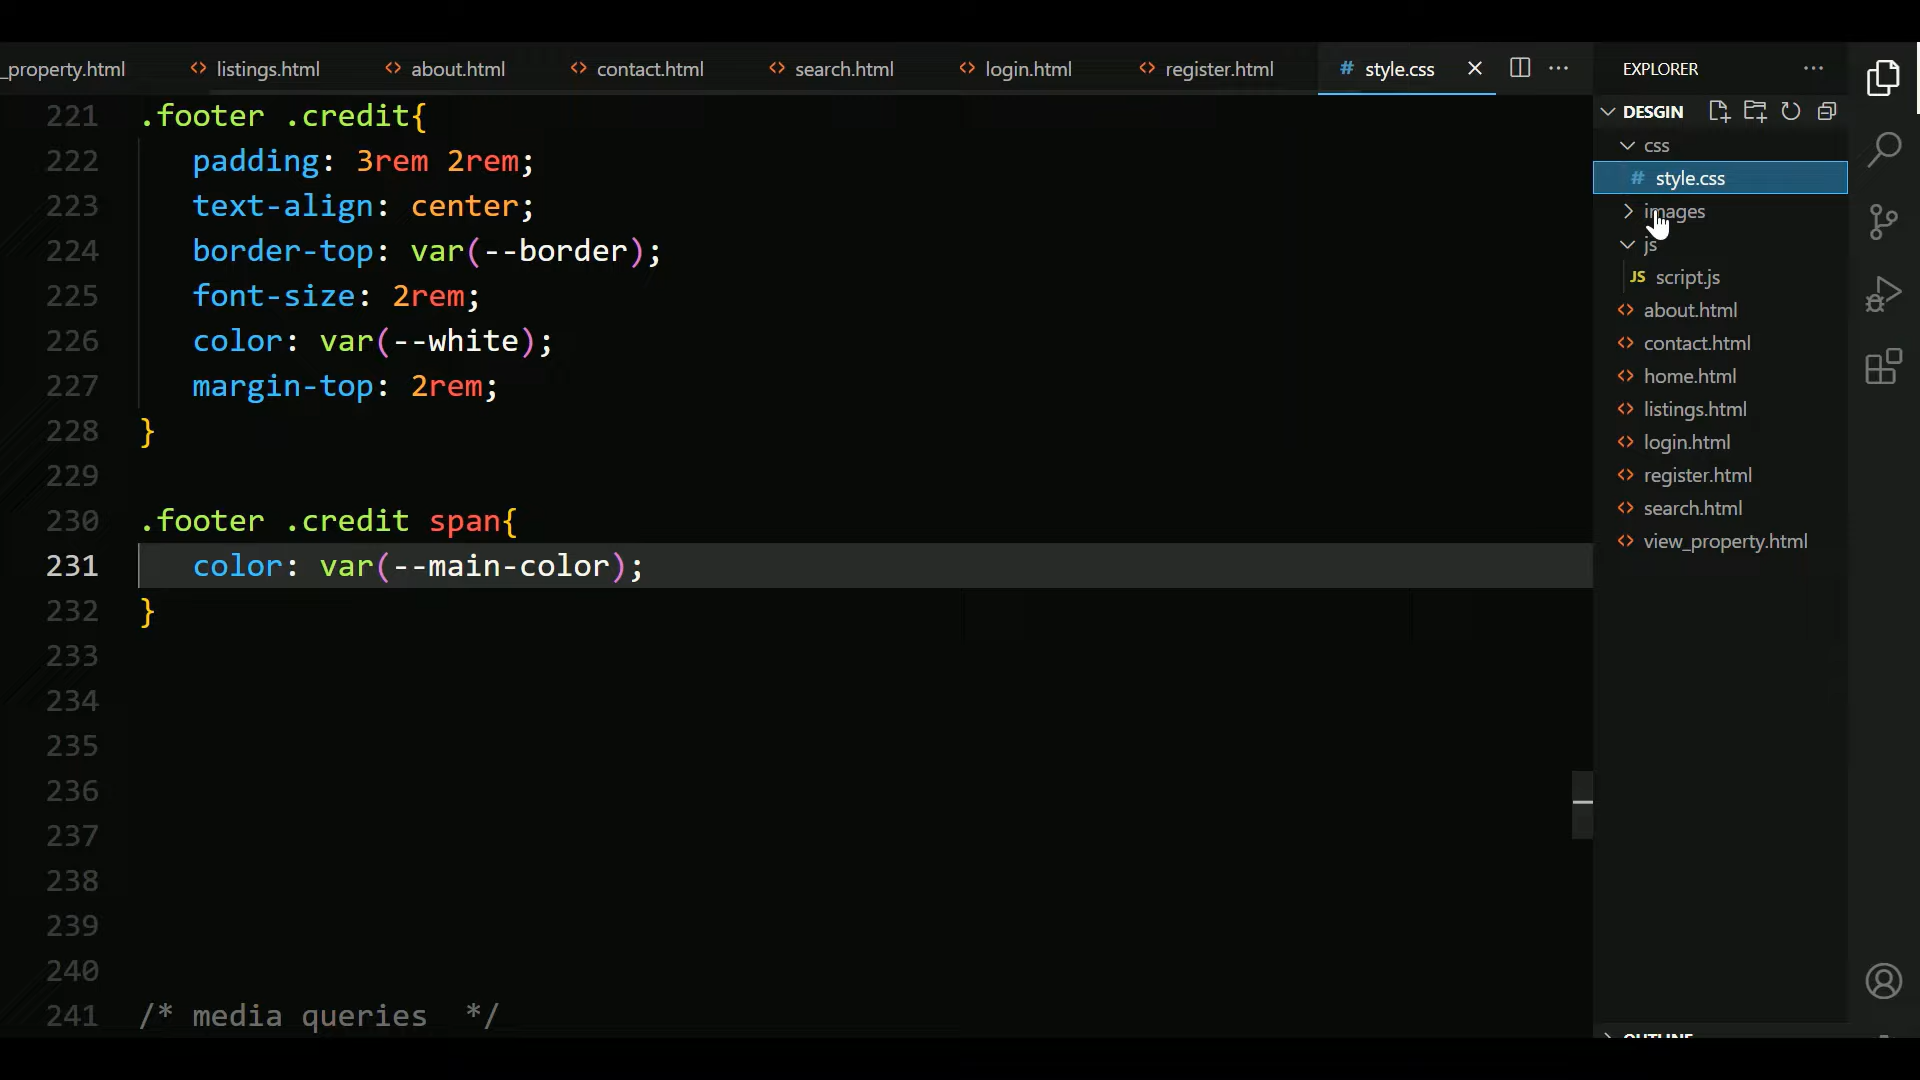 _property.html
<> listings.html
<> about.html
<> contact.html
<> search.html
<> login.html
<> register.html
# style.css
221 .footer .credit{
222 padding: 3rem 2rem;
223 text-align: center;
224 border-top: var(--border);
225 font-size: 2rem;
226 color: var(--white);
227 margin-top: 2rem;
228 }
229
230 .footer .credit span{
231 color: var(--main-color);
232 }
233
234
235
236
237
238
239
240
241 /* media queries  */
EXPLORER
DESGIN
css
# style.css
images
js
JS script.js
<> about.html
<> contact.html
<> home.html
<> listings.html
<> login.html
<> register.html
<> search.html
<> view_property.html
OUTLINE